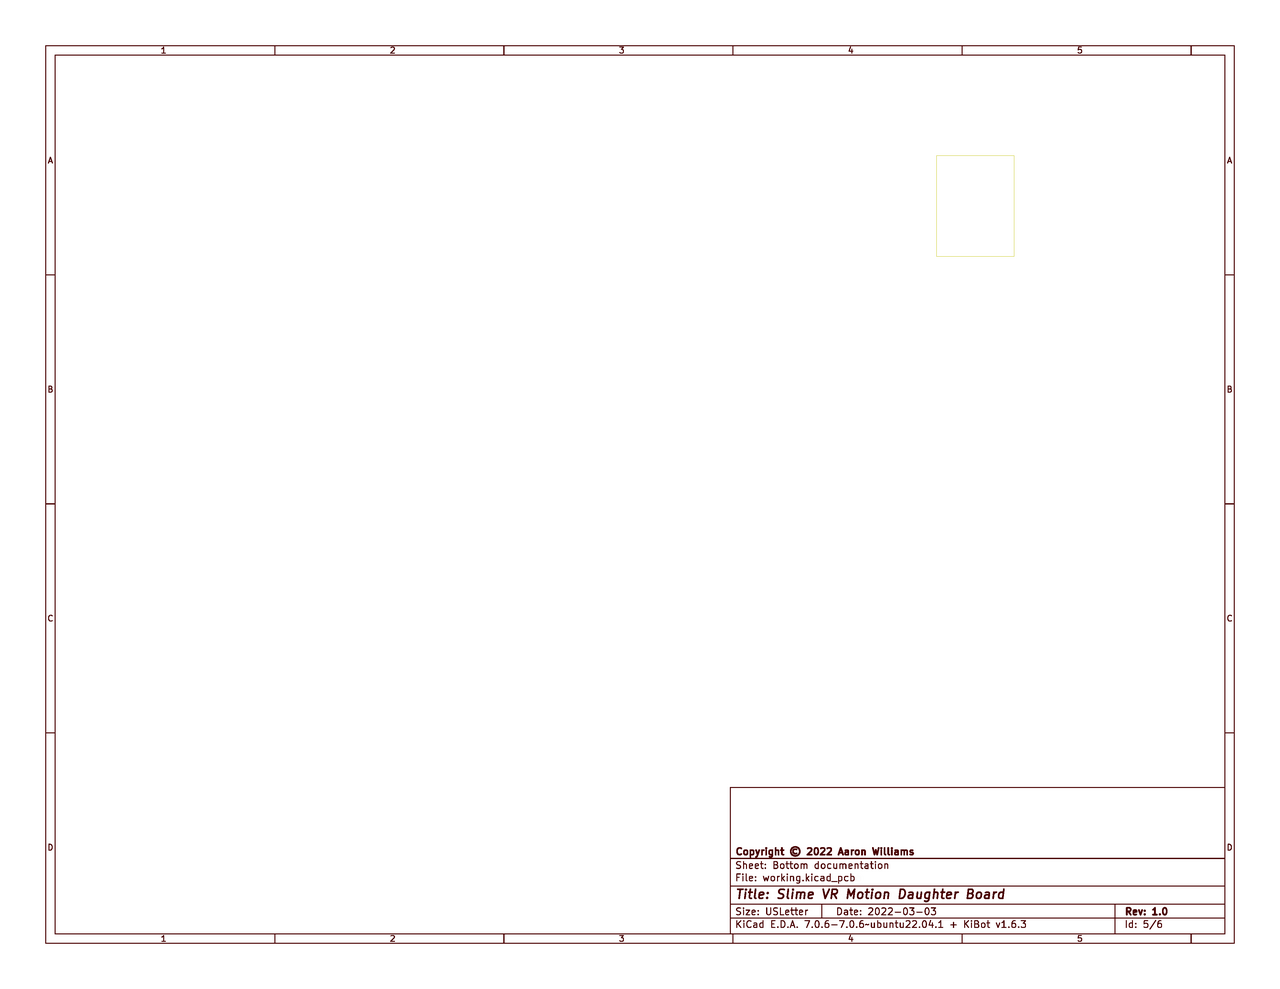 1 2 3 4 5
A A
B B
C C
D D
Copyright © 2022 Aaron Williams
Sheet: Bottom documentation
File: working.kicad_pcb
Title: Slime VR Motion Daughter Board
Size: USLetter Date: 2022-03-03 Rev: 1.0
KiCad E.D.A. 7.0.6-7.0.6~ubuntu22.04.1 + KiBot v1.6.3 Id: 5/6
1 2 3 4 5